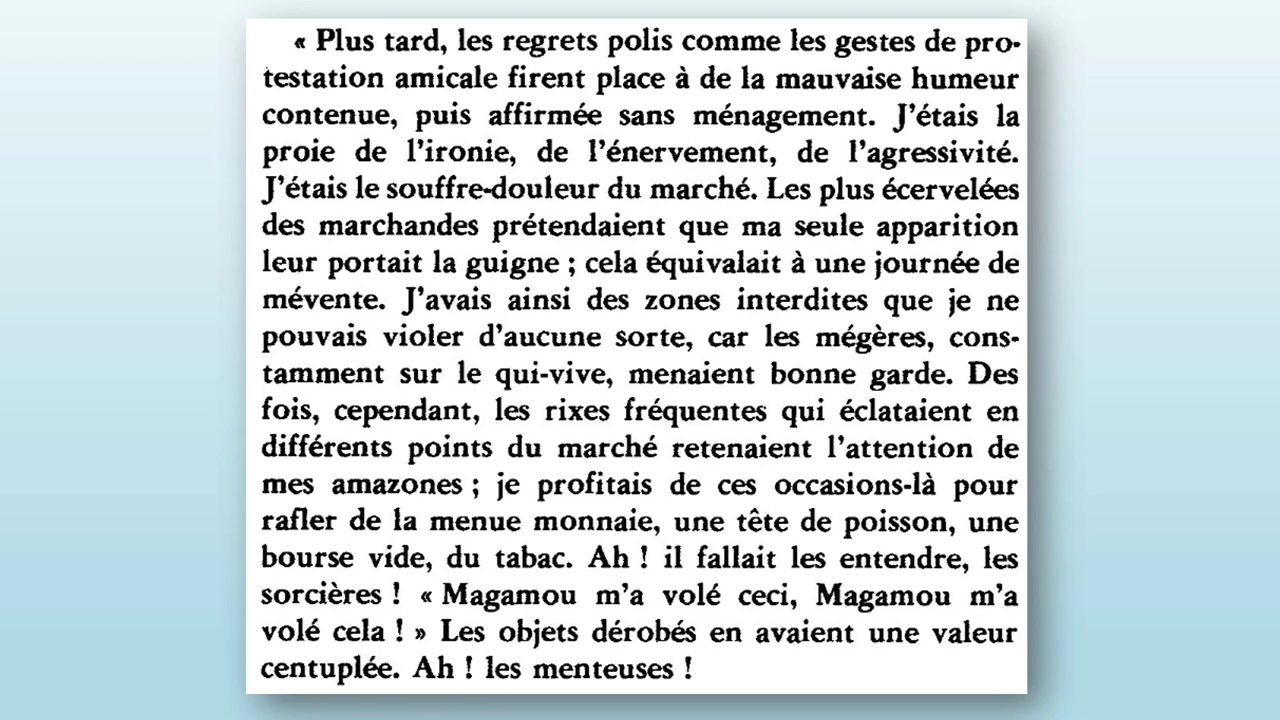 « Plus tard, les regrets polis comme les gestes de pro-
testation amicale firent place à de la mauvaise humeur
contenue, puis affirmée sans ménagement. J'étais la
proie de l'ironie, de l'énervement, de l'agressivité.
J'étais le souffre-douleur du marché. Les plus écervelées
des marchandes prétendaient que ma seule apparition
leur portait la guigne ; cela équivalait à une journée de
mévente. J'avais ainsi des zones interdites que je ne
pouvais violer d'aucune sorte, car les mégères, cons-
tamment sur le qui-vive, menaient bonne garde. Des
fois, cependant, les rixes fréquentes qui éclataient en
différents points du marché retenaient l'attention de
mes amazones ; je profitais de ces occasions-là pour
rafler de la menue monnaie, une tête de poisson, une
bourse vide, du tabac. Ah ! il fallait les entendre, les
sorcières ! « Magamou m'a volé ceci, Magamou m'a
volé cela ! » Les objets dérobés en avaient une valeur
centuplée. Ah ! les menteuses !